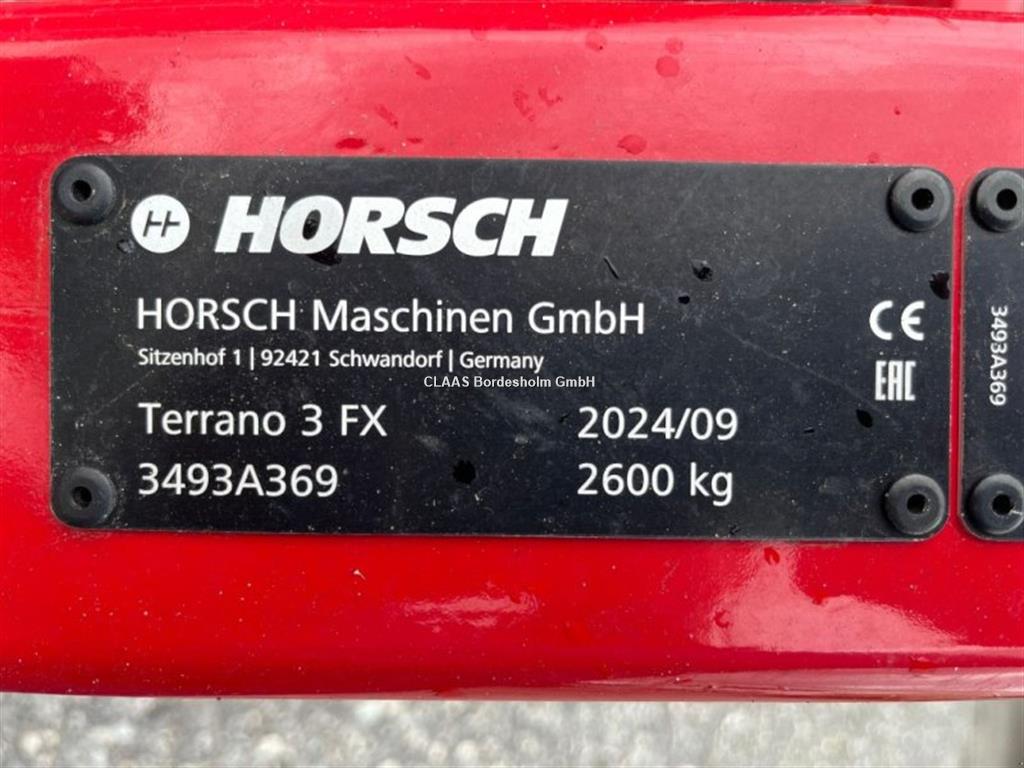 HORSCH
HORSCH Maschinen GmbH
Sitzenhof 1 | 92421 Schwandorf | Germany
CLAAS Bordesholm GmbH
Terrano 3 FX 2024/09
3493A369 2600 kg
CE
EAC
3493A369